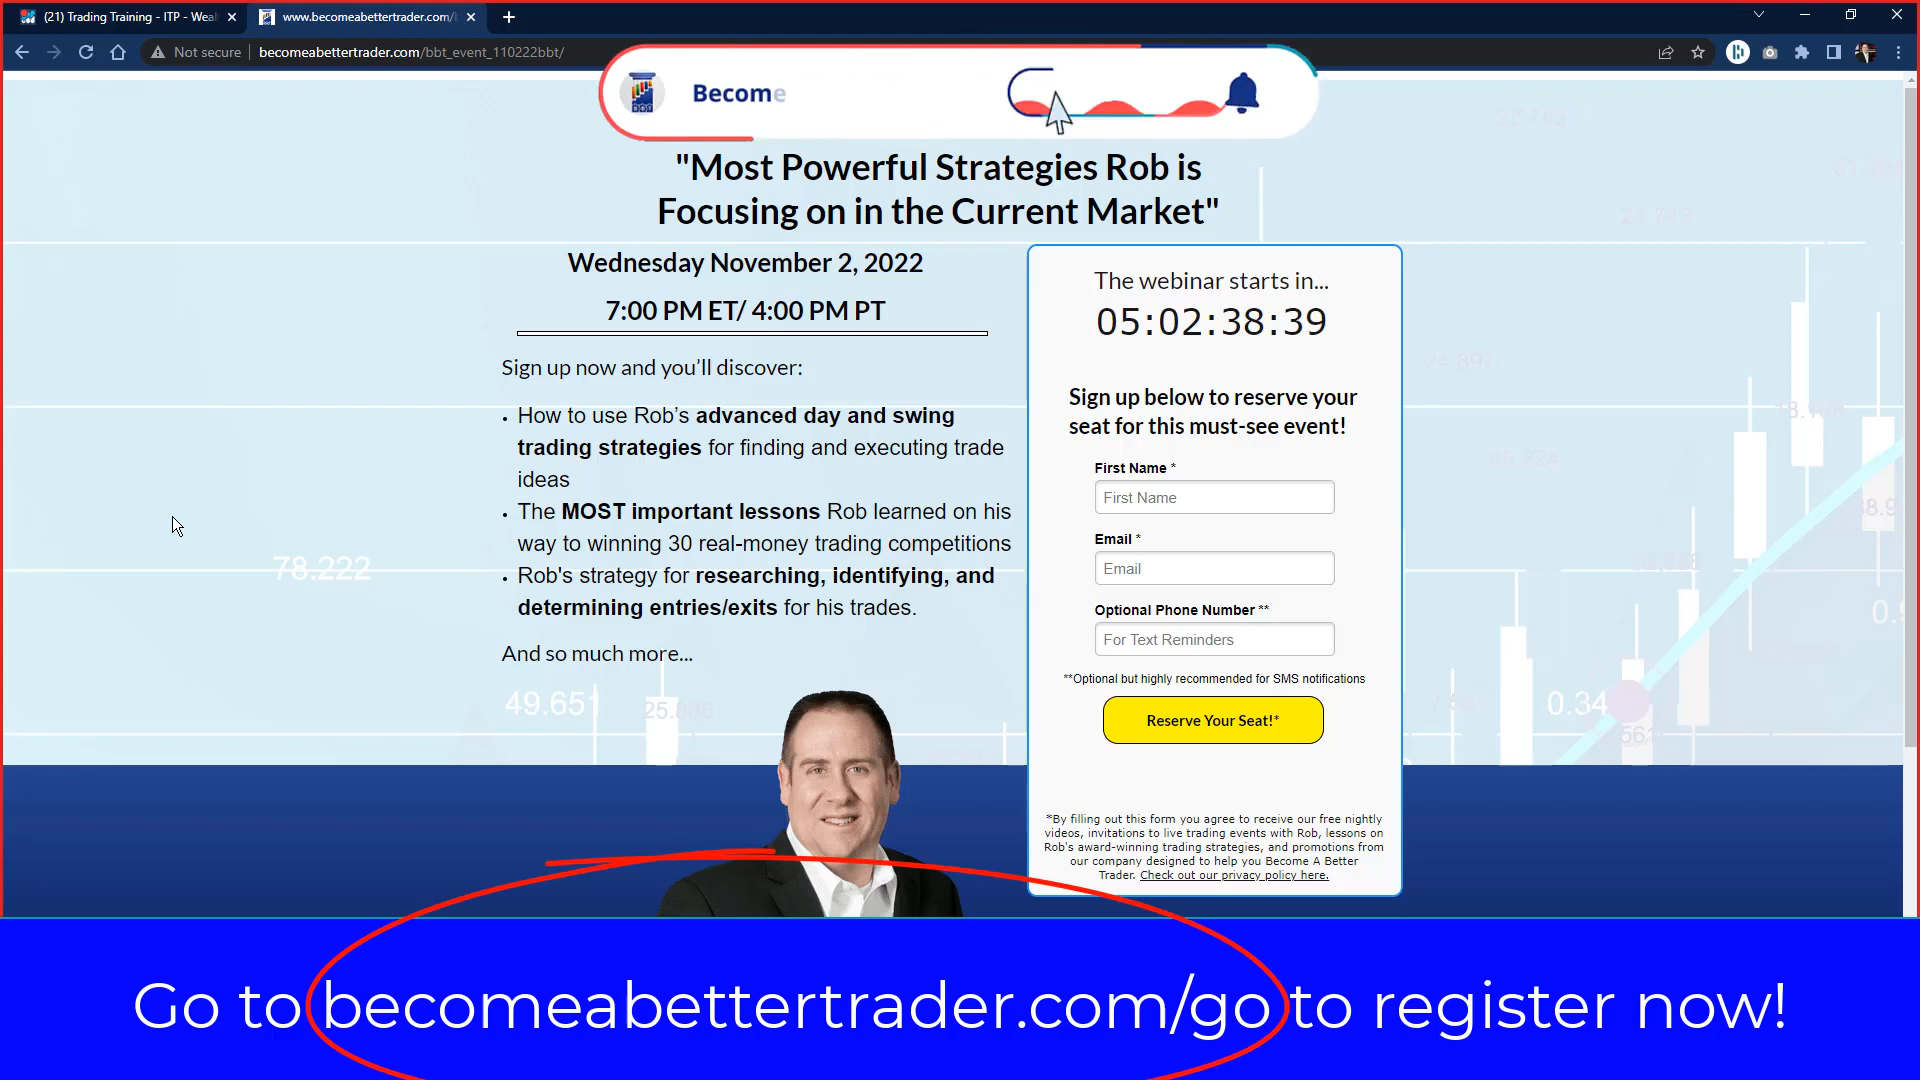 (21) Trading Training - ITP - Weal
www.becomeabettertrader.com/
Not secure
becomeabettertrader.com/bbt_event_110222bbt/
Become
"Most Powerful Strategies Rob is
Focusing on in the Current Market"
Wednesday November 2, 2022
7:00 PM ET/ 4:00 PM PT
Sign up now and you'll discover:
• How to use Rob's advanced day and swing
trading strategies for finding and executing trade
ideas
• The MOST important lessons Rob learned on his
way to winning 30 real-money trading competitions
• Rob's strategy for researching, identifying, and
determining entries/exits for his trades.
And so much more...
The webinar starts in...
05:02:38:39
Sign up below to reserve your
seat for this must-see event!
First Name *
First Name
Email *
Email
Optional Phone Number **
For Text Reminders
**Optional but highly recommended for SMS notifications
Reserve Your Seat!*
*By filling out this form you agree to receive our free nightly
videos, invitations to live trading events with Rob, lessons on
Rob's award-winning trading strategies, and promotions from
our company designed to help you Become A Better
Trader. Check out our privacy policy here.
78.222
49.651
0.34
Go to becomeabettertrader.com/go to register now!